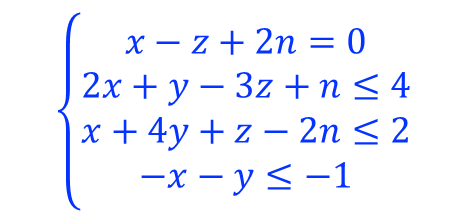 x − z + 2n = 0
2x + y − 3z + n ≤ 4
x + 4y + z − 2n ≤ 2
−x − y ≤ −1